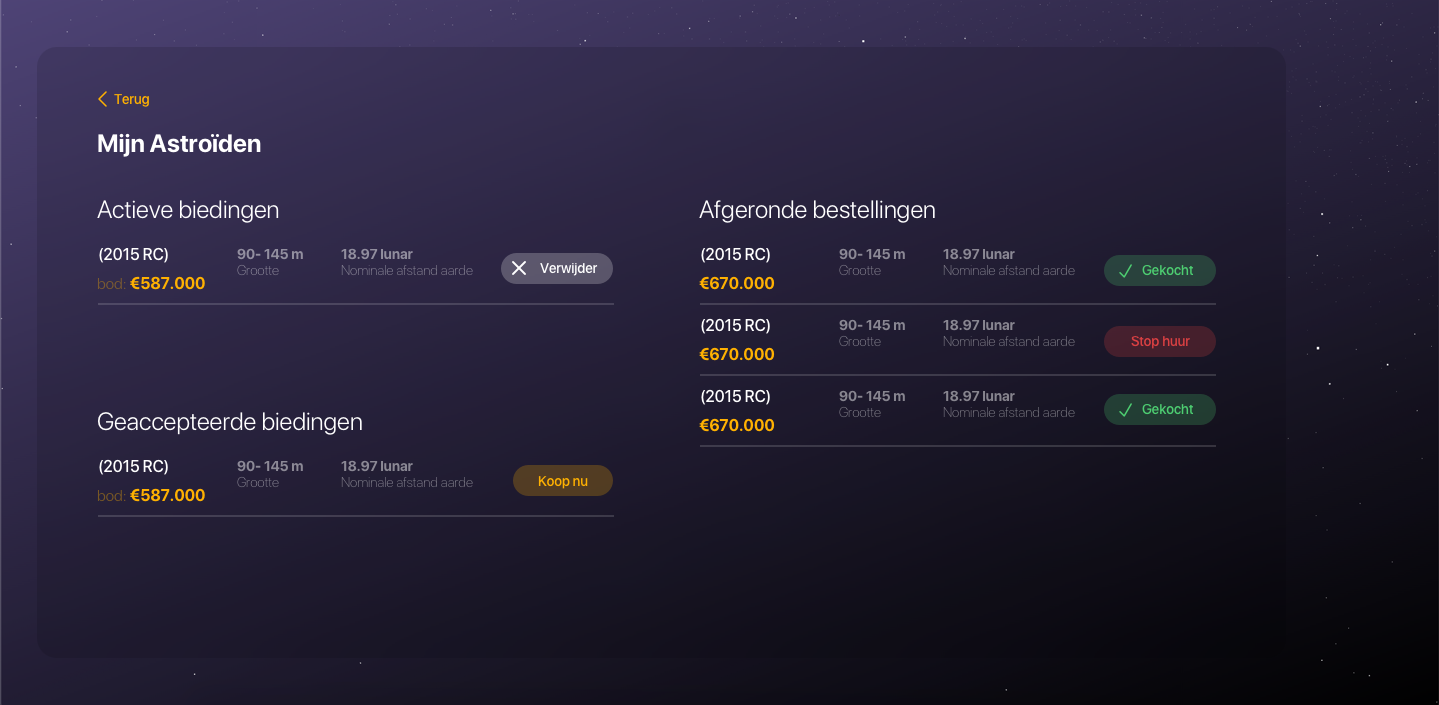 Terug
Mijn Astroïden
Actieve biedingen
(2015 RC) 90- 145 m 18.97 lunar
Grootte Nominale afstand aarde
Verwijder
bod: €587.000
Geaccepteerde biedingen
(2015 RC) 90- 145 m 18.97 lunar
Grootte Nominale afstand aarde
Koop nu
bod: €587.000
Afgeronde bestellingen
(2015 RC) 90- 145 m 18.97 lunar
Grootte Nominale afstand aarde
Gekocht
€670.000
(2015 RC) 90- 145 m 18.97 lunar
Grootte Nominale afstand aarde
Stop huur
€670.000
(2015 RC) 90- 145 m 18.97 lunar
Grootte Nominale afstand aarde
Gekocht
€670.000